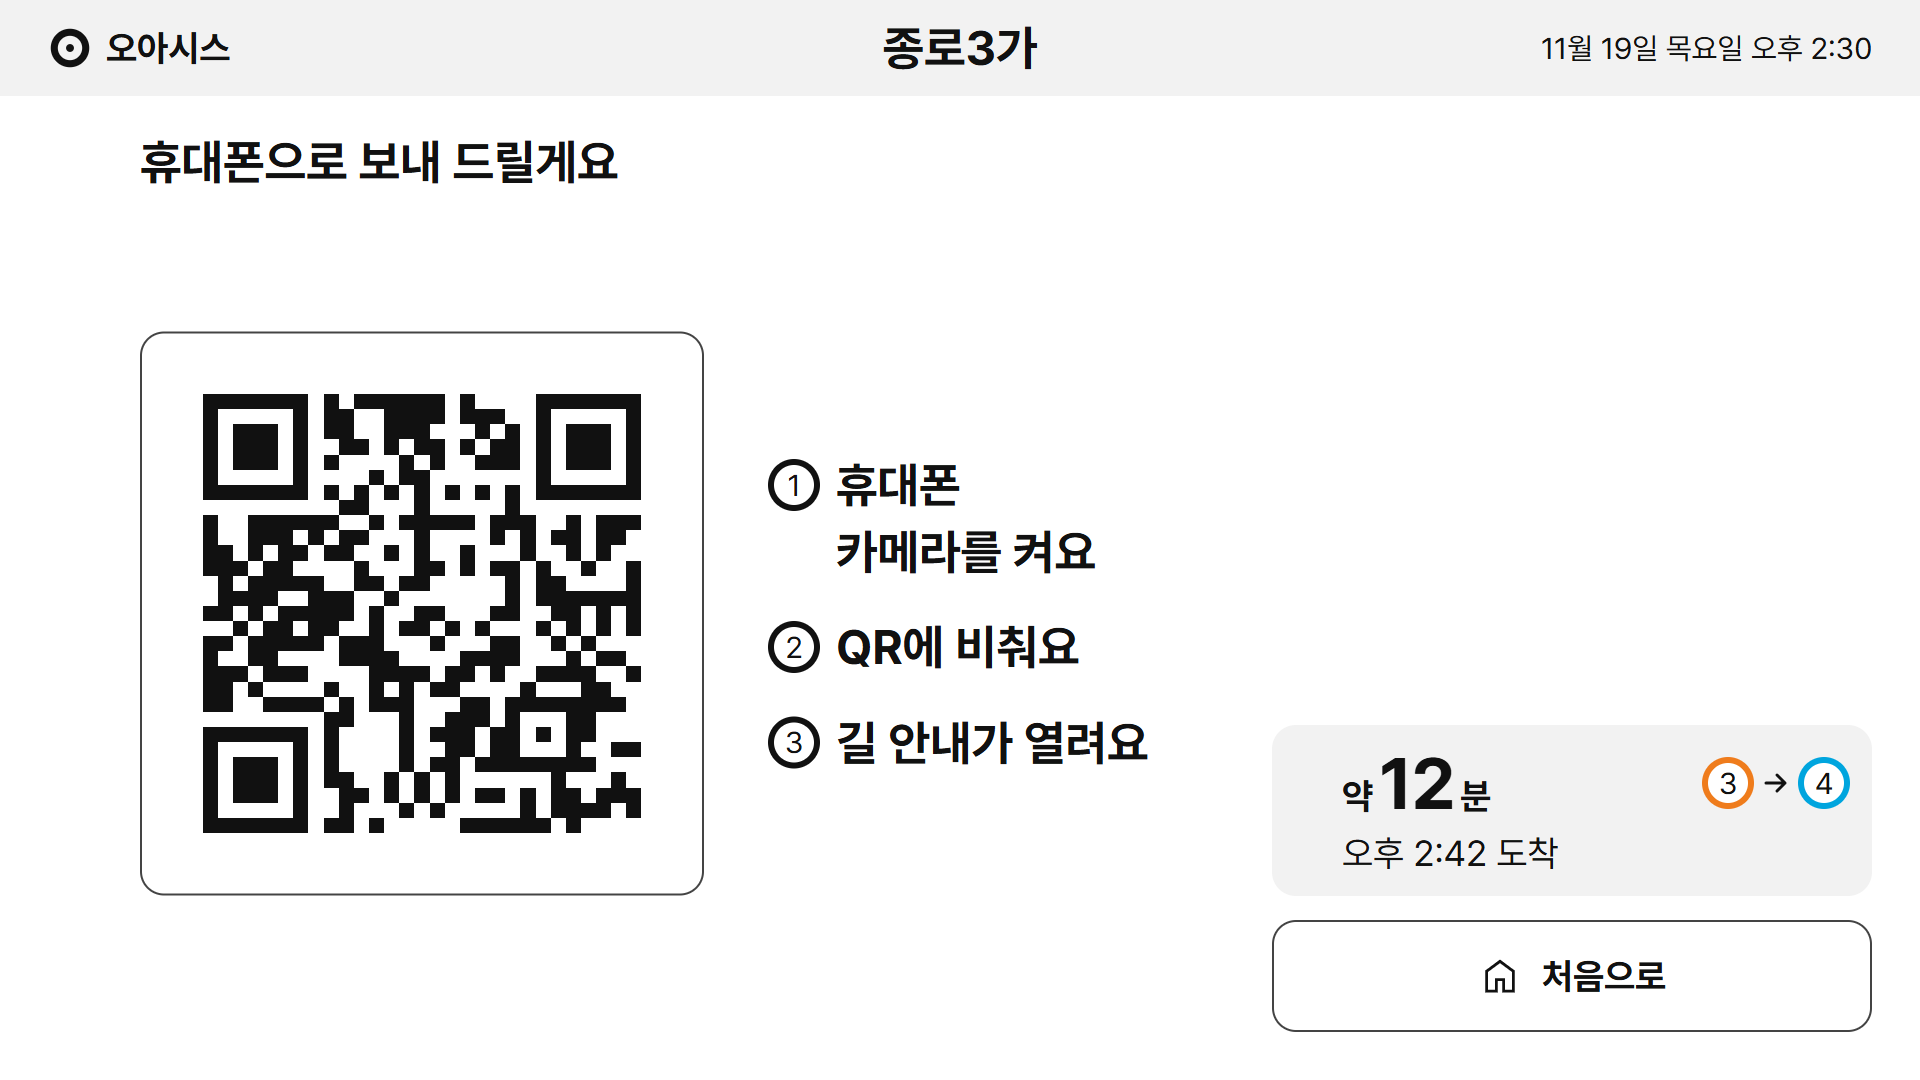 오아시스
종로3가
11월 19일 목요일 오후 2:30
휴대폰으로 보내 드릴게요
1 휴대폰
카메라를 켜요
2 QR에 비춰요
3 길 안내가 열려요
약 12 분
3 → 4
오후 2:42 도착
처음으로